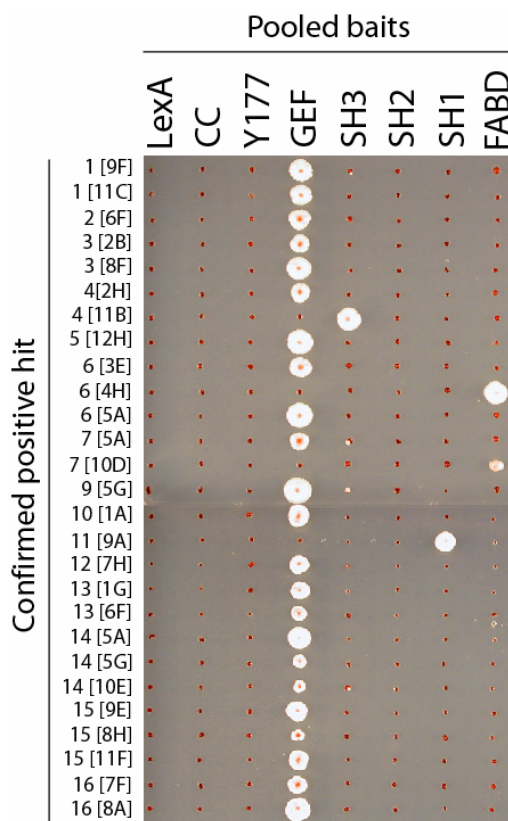 Pooled baits
LexA
CC
Y177
GEF
SH3
SH2
SH1
FABD
Confirmed positive hit
1 [9F]
1 [11C]
2 [6F]
3 [2B]
3 [8F]
4[2H]
4 [11B]
5 [12H]
6 [3E]
6 [4H]
6 [5A]
7 [5A]
7 [10D]
9 [5G]
10 [1A]
11 [9A]
12 [7H]
13 [1G]
13 [6F]
14 [5A]
14 [5G]
14 [10E]
15 [9E]
15 [8H]
15 [11F]
16 [7F]
16 [8A]